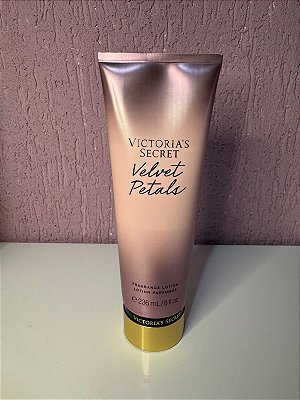 VICTORIA'S
SECRET
Velvet
Petals
FRAGRANCE LOTION
LOTION PARFUMÉE
℮ 236 mL/8 fl oz
VICTORIA'S SECRET